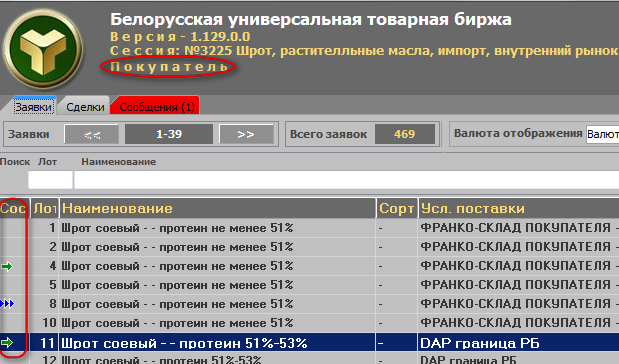 Белорусская универсальная товарная биржа
Версия - 1.129.0.0
Сессия: №3225 Шрот, раститеьлные масла, импорт, внутренний рынок
Покупатель
Заявки Сделки Сообщения (1)
Заявки << 1-39 >> Всего заявок 469 Валюта отображения Валют
Поиск Лот Наименование
Сос Лот Наименование Сорт Усл. поставки
1 Шрот соевый - - протеин не менее 51% - ФРАНКО-СКЛАД ПОКУПАТЕЛЯ -
2 Шрот соевый - - протеин не менее 51% - ФРАНКО-СКЛАД ПОКУПАТЕЛЯ -
4 Шрот соевый - - протеин не менее 51% - ФРАНКО-СКЛАД ПОКУПАТЕЛЯ -
5 Шрот соевый - - протеин не менее 51% - ФРАНКО-СКЛАД ПОКУПАТЕЛЯ -
8 Шрот соевый - - протеин не менее 51% - ФРАНКО-СКЛАД ПОКУПАТЕЛЯ -
10 Шрот соевый - - протеин не менее 51% - ФРАНКО-СКЛАД ПОКУПАТЕЛЯ -
11 Шрот соевый - - протеин 51%-53% - DAP граница РБ
12 Шрот соевый - - протеин 51%-53% - DAP граница РБ